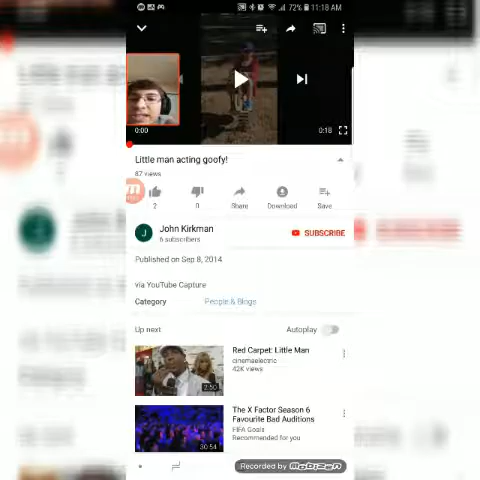 72% 11:18 AM
0:00
0:18
Little man acting goofy!
87 views
2
0
Share
Download
Save
J
John Kirkman
6 subscribers
SUBSCRIBE
Published on Sep 8, 2014
via YouTube Capture
Category
People & Blogs
Up next
Autoplay
Red Carpet: Little Man
cinemaelectric
42K views
2:50
The X Factor Season 6
Favourite Bad Auditions
FIFA Goals
Recommended for you
30:54
Recorded by MOBIZEN